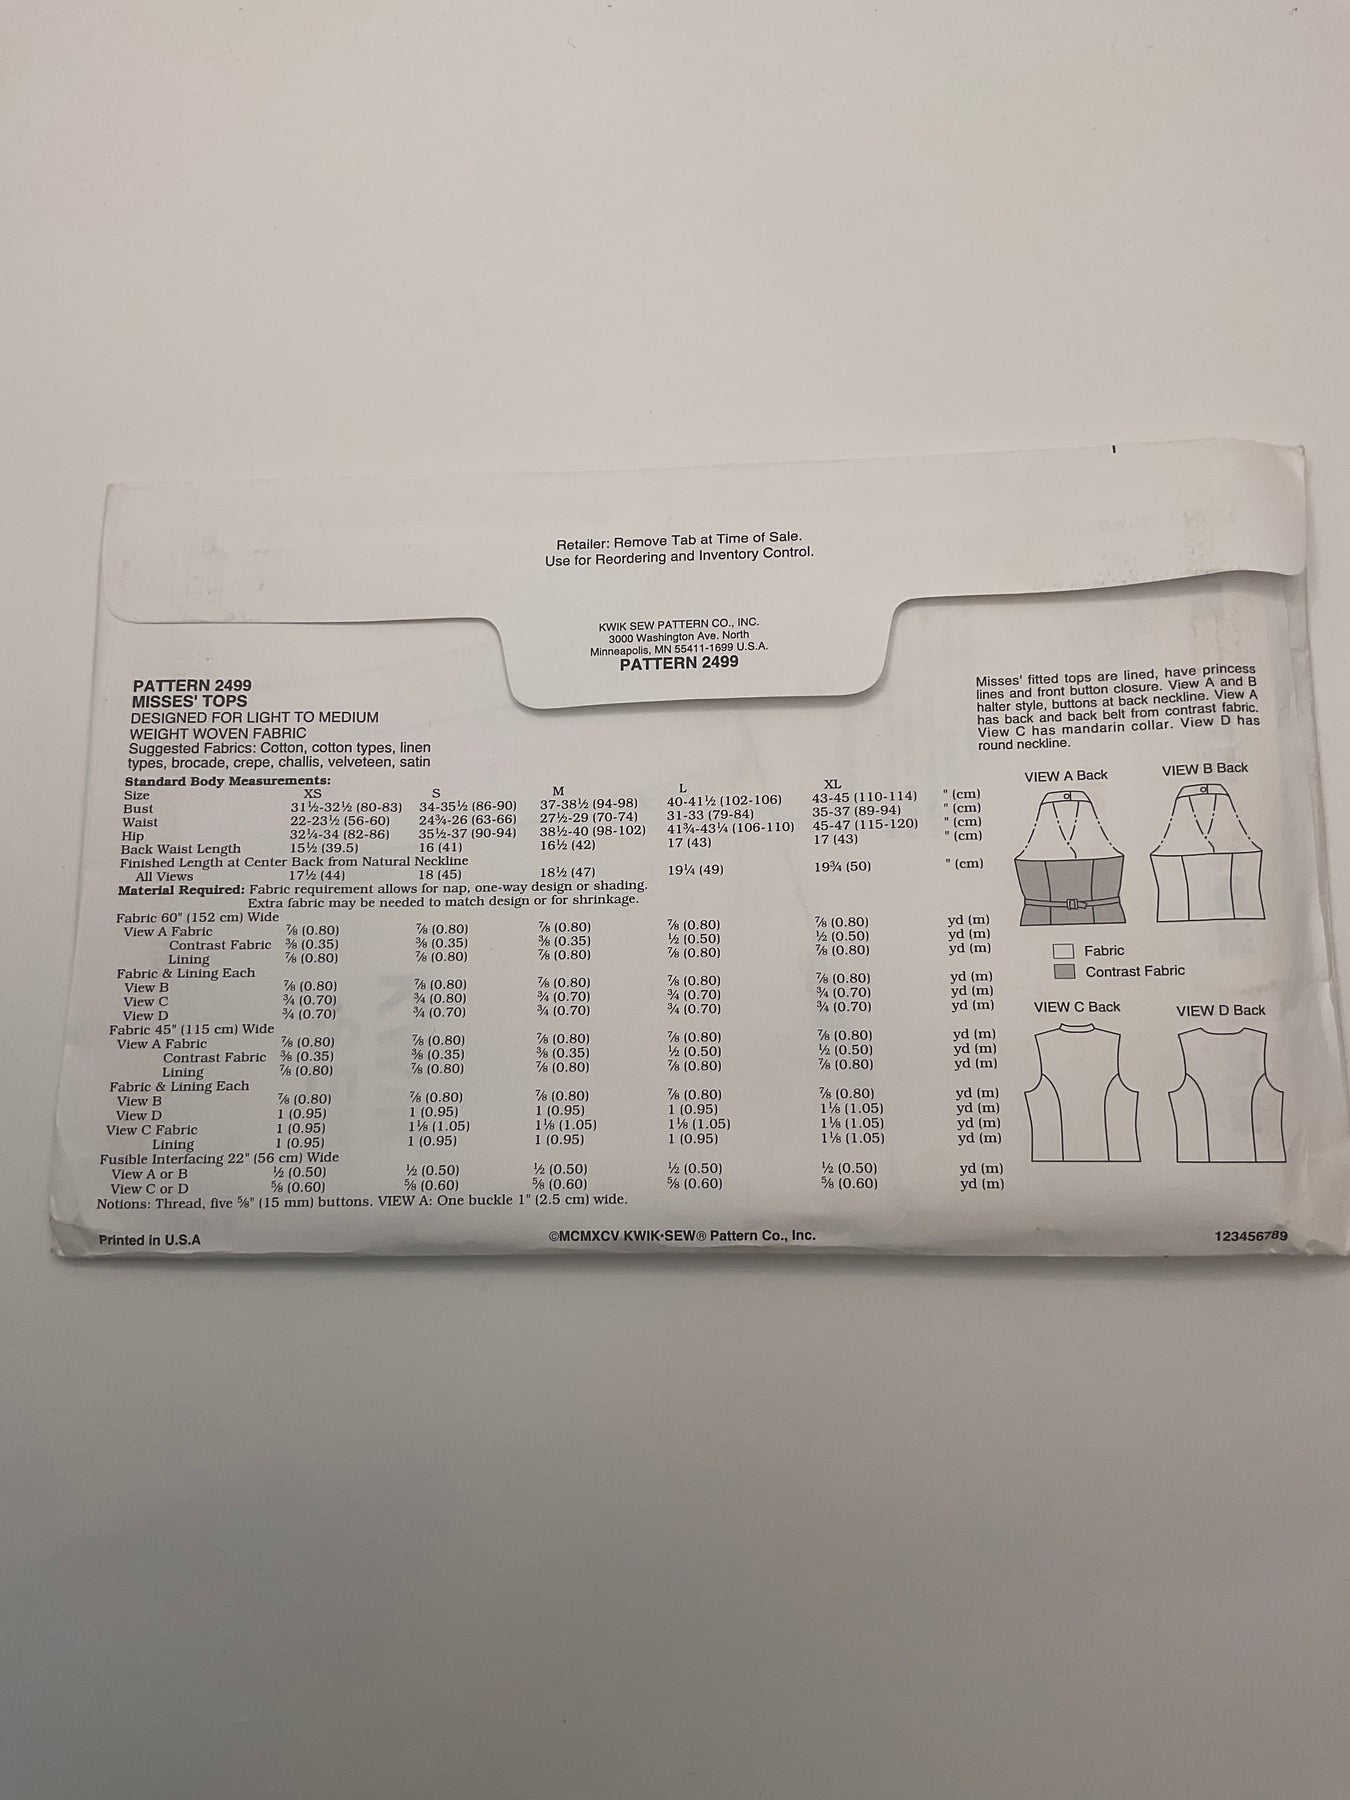 Retailer: Remove Tab at Time of Sale.
Use for Reordering and Inventory Control.
KWIK SEW PATTERN CO., INC.
3000 Washington Ave. North
Minneapolis, MN 55411-1699 U.S.A.
PATTERN 2499
PATTERN 2499
MISSES' TOPS
DESIGNED FOR LIGHT TO MEDIUM
WEIGHT WOVEN FABRIC
Suggested Fabrics: Cotton, cotton types, linen
types, brocade, crepe, challis, velveteen, satin
Misses' fitted tops are lined, have princess
lines and front button closure. View A and B
halter style, buttons at back neckline. View A
has back and back belt from contrast fabric.
View C has mandarin collar. View D has
round neckline.
Standard Body Measurements:
Size XS S M L XL
Bust 31½-32½ (80-83) 34-35½ (86-90) 37-38½ (94-98) 40-41½ (102-106) 43-45 (110-114) " (cm)
Waist 22-23½ (56-60) 24¾-26 (63-66) 27½-29 (70-74) 31-33 (79-84) 35-37 (89-94) " (cm)
Hip 32¼-34 (82-86) 35½-37 (90-94) 38½-40 (98-102) 41¾-43¼ (106-110) 45-47 (115-120) " (cm)
Back Waist Length 15½ (39.5) 16 (41) 16½ (42) 17 (43) 17 (43) " (cm)
Finished Length at Center Back from Natural Neckline
All Views 17½ (44) 18 (45) 18½ (47) 19¼ (49) 19¾ (50) " (cm)
Material Required: Fabric requirement allows for nap, one-way design or shading.
Extra fabric may be needed to match design or for shrinkage.
Fabric 60" (152 cm) Wide
View A Fabric ⅞ (0.80) ⅞ (0.80) ⅞ (0.80) ⅞ (0.80) ⅞ (0.80) yd (m)
Contrast Fabric ⅜ (0.35) ⅜ (0.35) ⅜ (0.35) ½ (0.50) ½ (0.50) yd (m)
Lining ⅞ (0.80) ⅞ (0.80) ⅞ (0.80) ⅞ (0.80) ⅞ (0.80) yd (m)
Fabric & Lining Each
View B ⅞ (0.80) ⅞ (0.80) ⅞ (0.80) ⅞ (0.80) ⅞ (0.80) yd (m)
View C ¾ (0.70) ¾ (0.80) ¾ (0.70) ¾ (0.70) ¾ (0.70) yd (m)
View D ¾ (0.70) ¾ (0.70) ¾ (0.70) ¾ (0.70) ¾ (0.70) yd (m)
Fabric 45" (115 cm) Wide
View A Fabric ⅞ (0.80) ⅞ (0.80) ⅞ (0.80) ⅞ (0.80) ⅞ (0.80) yd (m)
Contrast Fabric ⅜ (0.35) ⅜ (0.35) ⅜ (0.35) ½ (0.50) ½ (0.50) yd (m)
Lining ⅞ (0.80) ⅞ (0.80) ⅞ (0.80) ⅞ (0.80) ⅞ (0.80) yd (m)
Fabric & Lining Each
View B ⅞ (0.80) ⅞ (0.80) ⅞ (0.80) ⅞ (0.80) ⅞ (0.80) yd (m)
View D 1 (0.95) 1 (0.95) 1 (0.95) 1 (0.95) 1⅛ (1.05) yd (m)
View C Fabric 1 (0.95) 1⅛ (1.05) 1⅛ (1.05) 1⅛ (1.05) 1⅛ (1.05) yd (m)
Lining 1 (0.95) 1 (0.95) 1 (0.95) 1 (0.95) 1⅛ (1.05) yd (m)
Fusible Interfacing 22" (56 cm) Wide
View A or B ½ (0.50) ½ (0.50) ½ (0.50) ½ (0.50) ½ (0.50) yd (m)
View C or D ⅝ (0.60) ⅝ (0.60) ⅝ (0.60) ⅝ (0.60) ⅝ (0.60) yd (m)
Notions: Thread, five ⅝" (15 mm) buttons. VIEW A: One buckle 1" (2.5 cm) wide.
VIEW A Back
VIEW B Back
Fabric
Contrast Fabric
VIEW C Back
VIEW D Back
Printed in U.S.A
©MCMXCV KWIK•SEW® Pattern Co., Inc.
123456789